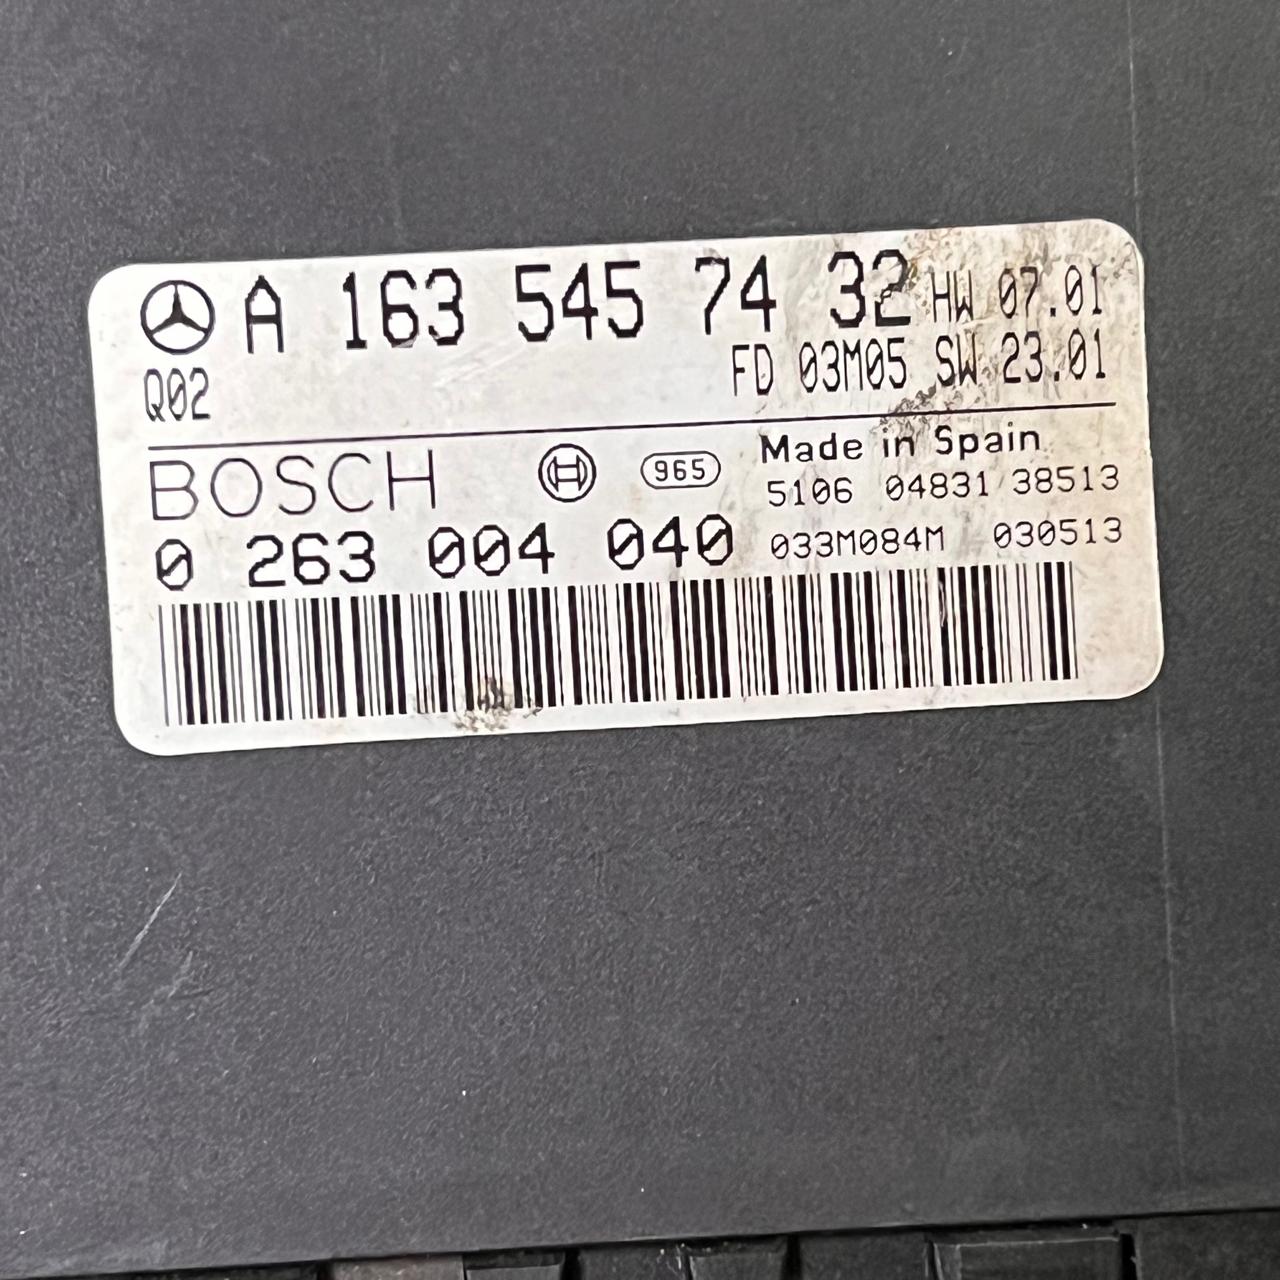 A 163 545 74 32 HW 07.01
Q02 FD 03M05 SW 23.01
BOSCH 965 Made in Spain
5106 04831 38513
0 263 004 040 033M084M 030513